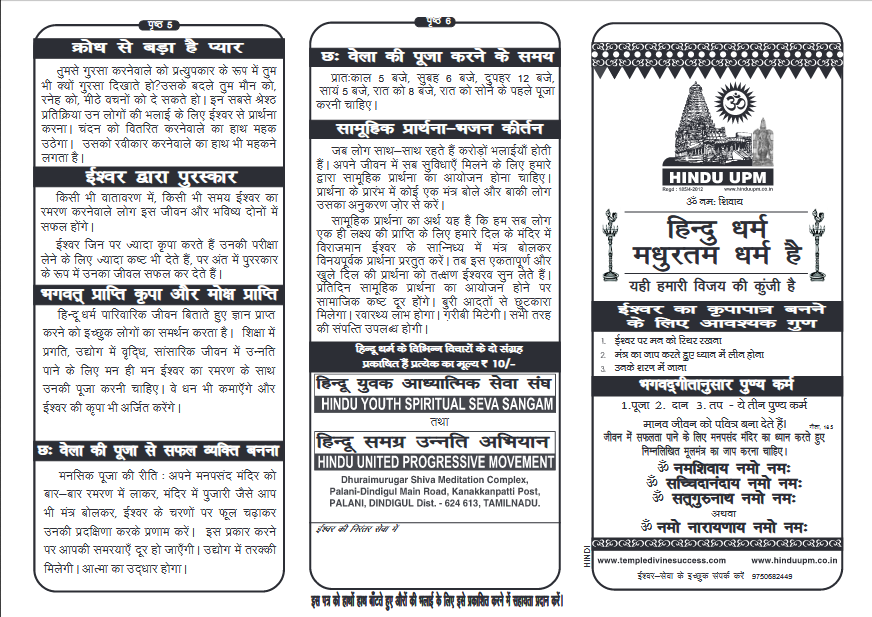 पृष्ठ 5
क्रोध से बड़ा है प्यार
तुमसे गुस्सा करनेवाले को प्रत्युपकार के रूप में तुम
भी क्यों गुस्सा दिखाते हो?उसके बदले तुम मौन को,
स्नेह को, मीठे वचनों को दे सकते हो। इन सबसे श्रेष्ठ
प्रतिक्रिया उन लोगों की भलाई के लिए ईश्वर से प्रार्थना
करना। चंदन को वितरित करनेवाला का हाथ महक
उठेगा। उसको स्वीकार करनेवाले का हाथ भी महकने
लगता है।
ईश्वर द्वारा पुरस्कार
किसी भी वातावरण में, किसी भी समय ईश्वर का
स्मरण करनेवाले लोग इस जीवन और भविष्य दोनों में
सफल होंगे।
ईश्वर जिन पर ज्यादा कृपा करते हैं उनकी परीक्षा
लेने के लिए ज्यादा कष्ट भी देते हैं, पर अंत में पुरस्कार
के रूप में उनका जीवल सफल कर देते हैं।
भगवत् प्राप्ति कृपा और मोक्ष प्राप्ति
हिन्दू धर्म पारिवारिक जीवन बिताते हुए ज्ञान प्राप्त
करने को इच्छुक लोगों का समर्थन करता है। शिक्षा में
प्रगति, उद्योग में वृद्धि, सांसारिक जीवन में उन्नति
पाने के लिए मन ही मन ईश्वर का स्मरण के साथ
उनकी पूजा करनी चाहिए। वे धन भी कमाएँगे और
ईश्वर की कृपा भी अर्जित करेंगे।
छः वेला की पूजा से सफल व्यक्ति बनना
मनसिक पूजा की रीति : अपने मनपसंद मंदिर को
बार–बार स्मरण में लाकर, मंदिर में पुजारी जैसे आप
भी मंत्र बोलकर, ईश्वर के चरणों पर फूल चढ़ाकर
उनकी प्रदक्षिणा करके प्रणाम करें। इस प्रकार करने
पर आपकी समस्याएँ दूर हो जाएँगी। उद्योग में तरक्की
मिलेगी। आत्मा का उद्धार होगा।
पृष्ठ 6
छः वेला की पूजा करने के समय
प्रातःकाल 5 बजे, सुबह 6 बजे, दुपहर 12 बजे,
सायं 5 बजे, रात को 8 बजे, रात को सोने के पहले पूजा
करनी चाहिए।
सामूहिक प्रार्थना–भजन कीर्तन
जब लोग साथ–साथ रहते हैं करोड़ों भलाईयाँ होती
हैं। अपने जीवन में सब सुविधाएँ मिलने के लिए हमारे
द्वारा सामूहिक प्रार्थना का आयोजन होना चाहिए।
प्रार्थना के प्रारंभ में कोई एक मंत्र बोले और बाकी लोग
उसका अनुकरण ज़ोर से करें।
सामूहिक प्रार्थना का अर्थ यह है कि हम सब लोग
एक ही लक्ष्य की प्राप्ति के लिए हमारे दिल के मंदिर में
विराजमान ईश्वर के सान्निध्य में मंत्र बोलकर
विनयपूर्वक प्रार्थना प्रस्तुत करें। तब इस एकतापूर्ण और
खुले दिल की प्रार्थना को तत्क्षण ईश्वरव सुन लेते हैं।
प्रतिदिन सामूहिक प्रार्थना का आयोजन होने पर
सामाजिक कष्ट दूर होंगे। बुरी आदतों से छुटकारा
मिलेगा। स्वास्थ्य लाभ होगा। गरीबी मिटेगी। सभी तरह
की संपत्ति उपलब्ध होगी।
हिन्दू धर्म के विभिन्न विचारों के दो संग्रह
प्रकाषित हैं प्रत्येक का मूल्य ₹ 10/-
हिन्दू युवक आध्यात्मिक सेवा संघ
HINDU YOUTH SPIRITUAL SEVA SANGAM
तथा
हिन्दू समग्र उन्नति अभियान
HINDU UNITED PROGRESSIVE MOVEMENT
Dhuraimurugar Shiva Meditation Complex,
Palani-Dindigul Main Road, Kanakkanpatti Post,
PALANI, DINDIGUL Dist. - 624 613, TAMILNADU.
ईश्वर की निरंतर सेवा में
इस पत्र को हाथों हाथ बाँटते हुए औरों की भलाई के लिए इसे प्रकाशित करने में सहायता प्रदान करें।
ॐ
HINDU UPM
Regd : 185/4-2012 www.hinduupm.co.in
ॐ नमः शिवाय
हिन्दु धर्म
मधुरतम धर्म है
यही हमारी विजय की कुंजी है
ईश्वर का कृपापात्र बनने
के लिए आवश्यक गुण
1. ईश्वर पर मन को स्थिर रखना
2. मंत्र का जाप करते हुए ध्यान में लीन होना
3. उनके शरण में जाना
भगवद्गीतानुसार पुण्य कर्म
1.पूजा 2. दान 3. तप - ये तीन पुण्य कर्म
मानव जीवन को पवित्र बना देते हैं।
गीता, 18.5
जीवन में सफलता पाने के लिए मनपसंद मंदिर का ध्यान करते हुए
निम्नलिखित मूलमंत्र का जाप करना चाहिए।
ॐ नमशिवाय नमो नमः
ॐ सच्चिदानंदाय नमो नमः
ॐ सत्गुरुनाथ नमो नमः
अथवा
ॐ नमो नारायणाय नमो नमः
HINDI
www.templedivinesuccess.com www.hinduupm.co.in
ईश्वर–सेवा के इच्छुक संपर्क करें 9750682449